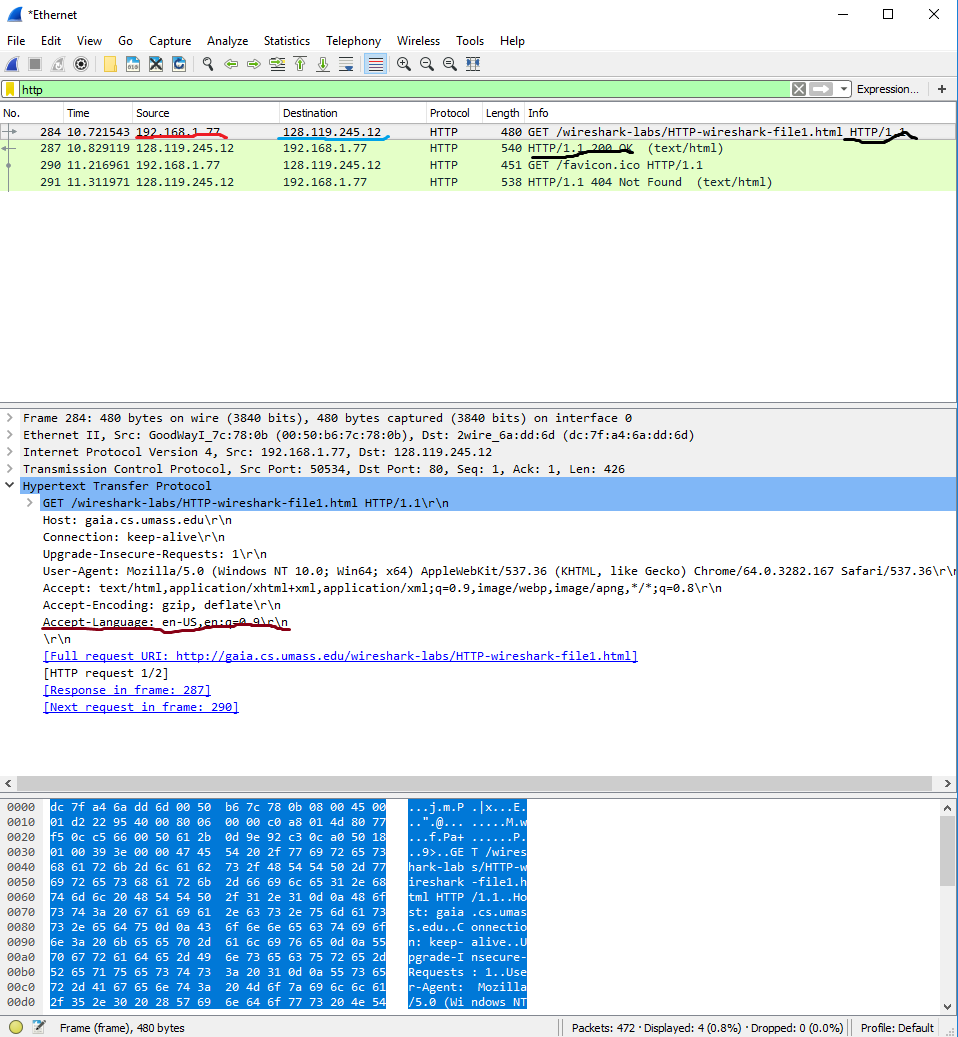 *Ethernet
File Edit View Go Capture Analyze Statistics Telephony Wireless Tools Help
http Expression... +
No. Time Source Destination Protocol Length Info
284 10.721543 192.168.1.77 128.119.245.12 HTTP 480 GET /wireshark-labs/HTTP-wireshark-file1.html HTTP/1.1
287 10.829119 128.119.245.12 192.168.1.77 HTTP 540 HTTP/1.1 200 OK (text/html)
290 11.216961 192.168.1.77 128.119.245.12 HTTP 451 GET /favicon.ico HTTP/1.1
291 11.311971 128.119.245.12 192.168.1.77 HTTP 538 HTTP/1.1 404 Not Found (text/html)
Frame 284: 480 bytes on wire (3840 bits), 480 bytes captured (3840 bits) on interface 0
Ethernet II, Src: GoodWayI_7c:78:0b (00:50:b6:7c:78:0b), Dst: 2wire_6a:dd:6d (dc:7f:a4:6a:dd:6d)
Internet Protocol Version 4, Src: 192.168.1.77, Dst: 128.119.245.12
Transmission Control Protocol, Src Port: 50534, Dst Port: 80, Seq: 1, Ack: 1, Len: 426
Hypertext Transfer Protocol
GET /wireshark-labs/HTTP-wireshark-file1.html HTTP/1.1\r\n
Host: gaia.cs.umass.edu\r\n
Connection: keep-alive\r\n
Upgrade-Insecure-Requests: 1\r\n
User-Agent: Mozilla/5.0 (Windows NT 10.0; Win64; x64) AppleWebKit/537.36 (KHTML, like Gecko) Chrome/64.0.3282.167 Safari/537.36\r\n
Accept: text/html,application/xhtml+xml,application/xml;q=0.9,image/webp,image/apng,*/*;q=0.8\r\n
Accept-Encoding: gzip, deflate\r\n
Accept-Language: en-US,en;q=0.9\r\n
\r\n
[Full request URI: http://gaia.cs.umass.edu/wireshark-labs/HTTP-wireshark-file1.html]
[HTTP request 1/2]
[Response in frame: 287]
[Next request in frame: 290]
0000 dc 7f a4 6a dd 6d 00 50 b6 7c 78 0b 08 00 45 00 ...j.m.P .|x...E.
0010 01 d2 22 95 40 00 80 06 00 00 c0 a8 01 4d 80 77 ..".@... .....M.w
0020 f5 0c c5 66 00 50 61 2b 0d 9e 92 c3 0c a0 50 18 ...f.Pa+ ......P.
0030 01 00 39 3e 00 00 47 45 54 20 2f 77 69 72 65 73 ..9>..GE T /wires
0040 68 61 72 6b 2d 6c 61 62 73 2f 48 54 54 50 2d 77 hark-lab s/HTTP-w
0050 69 72 65 73 68 61 72 6b 2d 66 69 6c 65 31 2e 68 ireshark -file1.h
0060 74 6d 6c 20 48 54 54 50 2f 31 2e 31 0d 0a 48 6f tml HTTP /1.1..Ho
0070 73 74 3a 20 67 61 69 61 2e 63 73 2e 75 6d 61 73 st: gaia .cs.umas
0080 73 2e 65 64 75 0d 0a 43 6f 6e 6e 65 63 74 69 6f s.edu..C onnectio
0090 6e 3a 20 6b 65 65 70 2d 61 6c 69 76 65 0d 0a 55 n: keep- alive..U
00a0 70 67 72 61 64 65 2d 49 6e 73 65 63 75 72 65 2d pgrade-I nsecure-
00b0 52 65 71 75 65 73 74 73 3a 20 31 0d 0a 55 73 65 Requests : 1..Use
00c0 72 2d 41 67 65 6e 74 3a 20 4d 6f 7a 69 6c 6c 61 r-Agent: Mozilla
00d0 2f 35 2e 30 20 28 57 69 6e 64 6f 77 73 20 4e 54 /5.0 (Wi ndows NT
Frame (frame), 480 bytes Packets: 472 · Displayed: 4 (0.8%) · Dropped: 0 (0.0%) Profile: Default